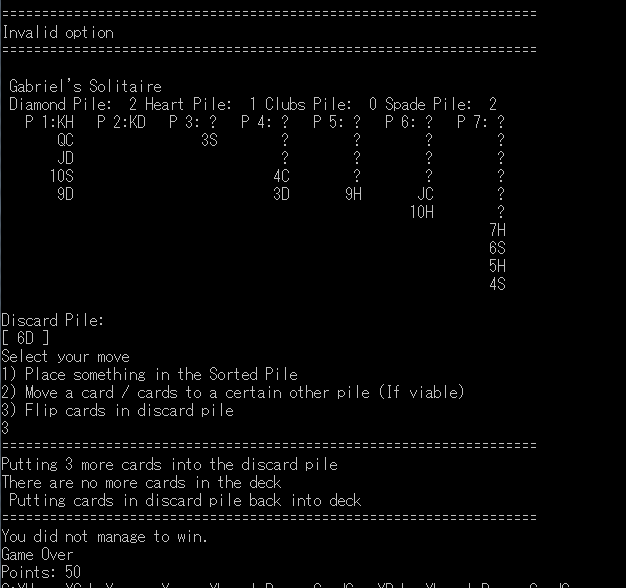 ============================================================
Invalid option
============================================================
Gabriel's Solitaire
Diamond Pile:  2 Heart Pile:  1 Clubs Pile:  0 Spade Pile:  2
P 1:KH   P 2:KD   P 3: ?   P 4: ?   P 5: ?   P 6: ?   P 7: ?
QC   3S   ?   ?   ?   ?
JD   ?   ?   ?   ?
10S   4C   ?   ?   ?
9D   3D   9H   JC   ?
10H   ?
7H
6S
5H
4S
Discard Pile:
[ 6D ]
Select your move
1) Place something in the Sorted Pile
2) Move a card / cards to a certain other pile (If viable)
3) Flip cards in discard pile
3
============================================================
Putting 3 more cards into the discard pile
There are no more cards in the deck
Putting cards in discard pile back into deck
============================================================
You did not manage to win.
Game Over
Points: 50